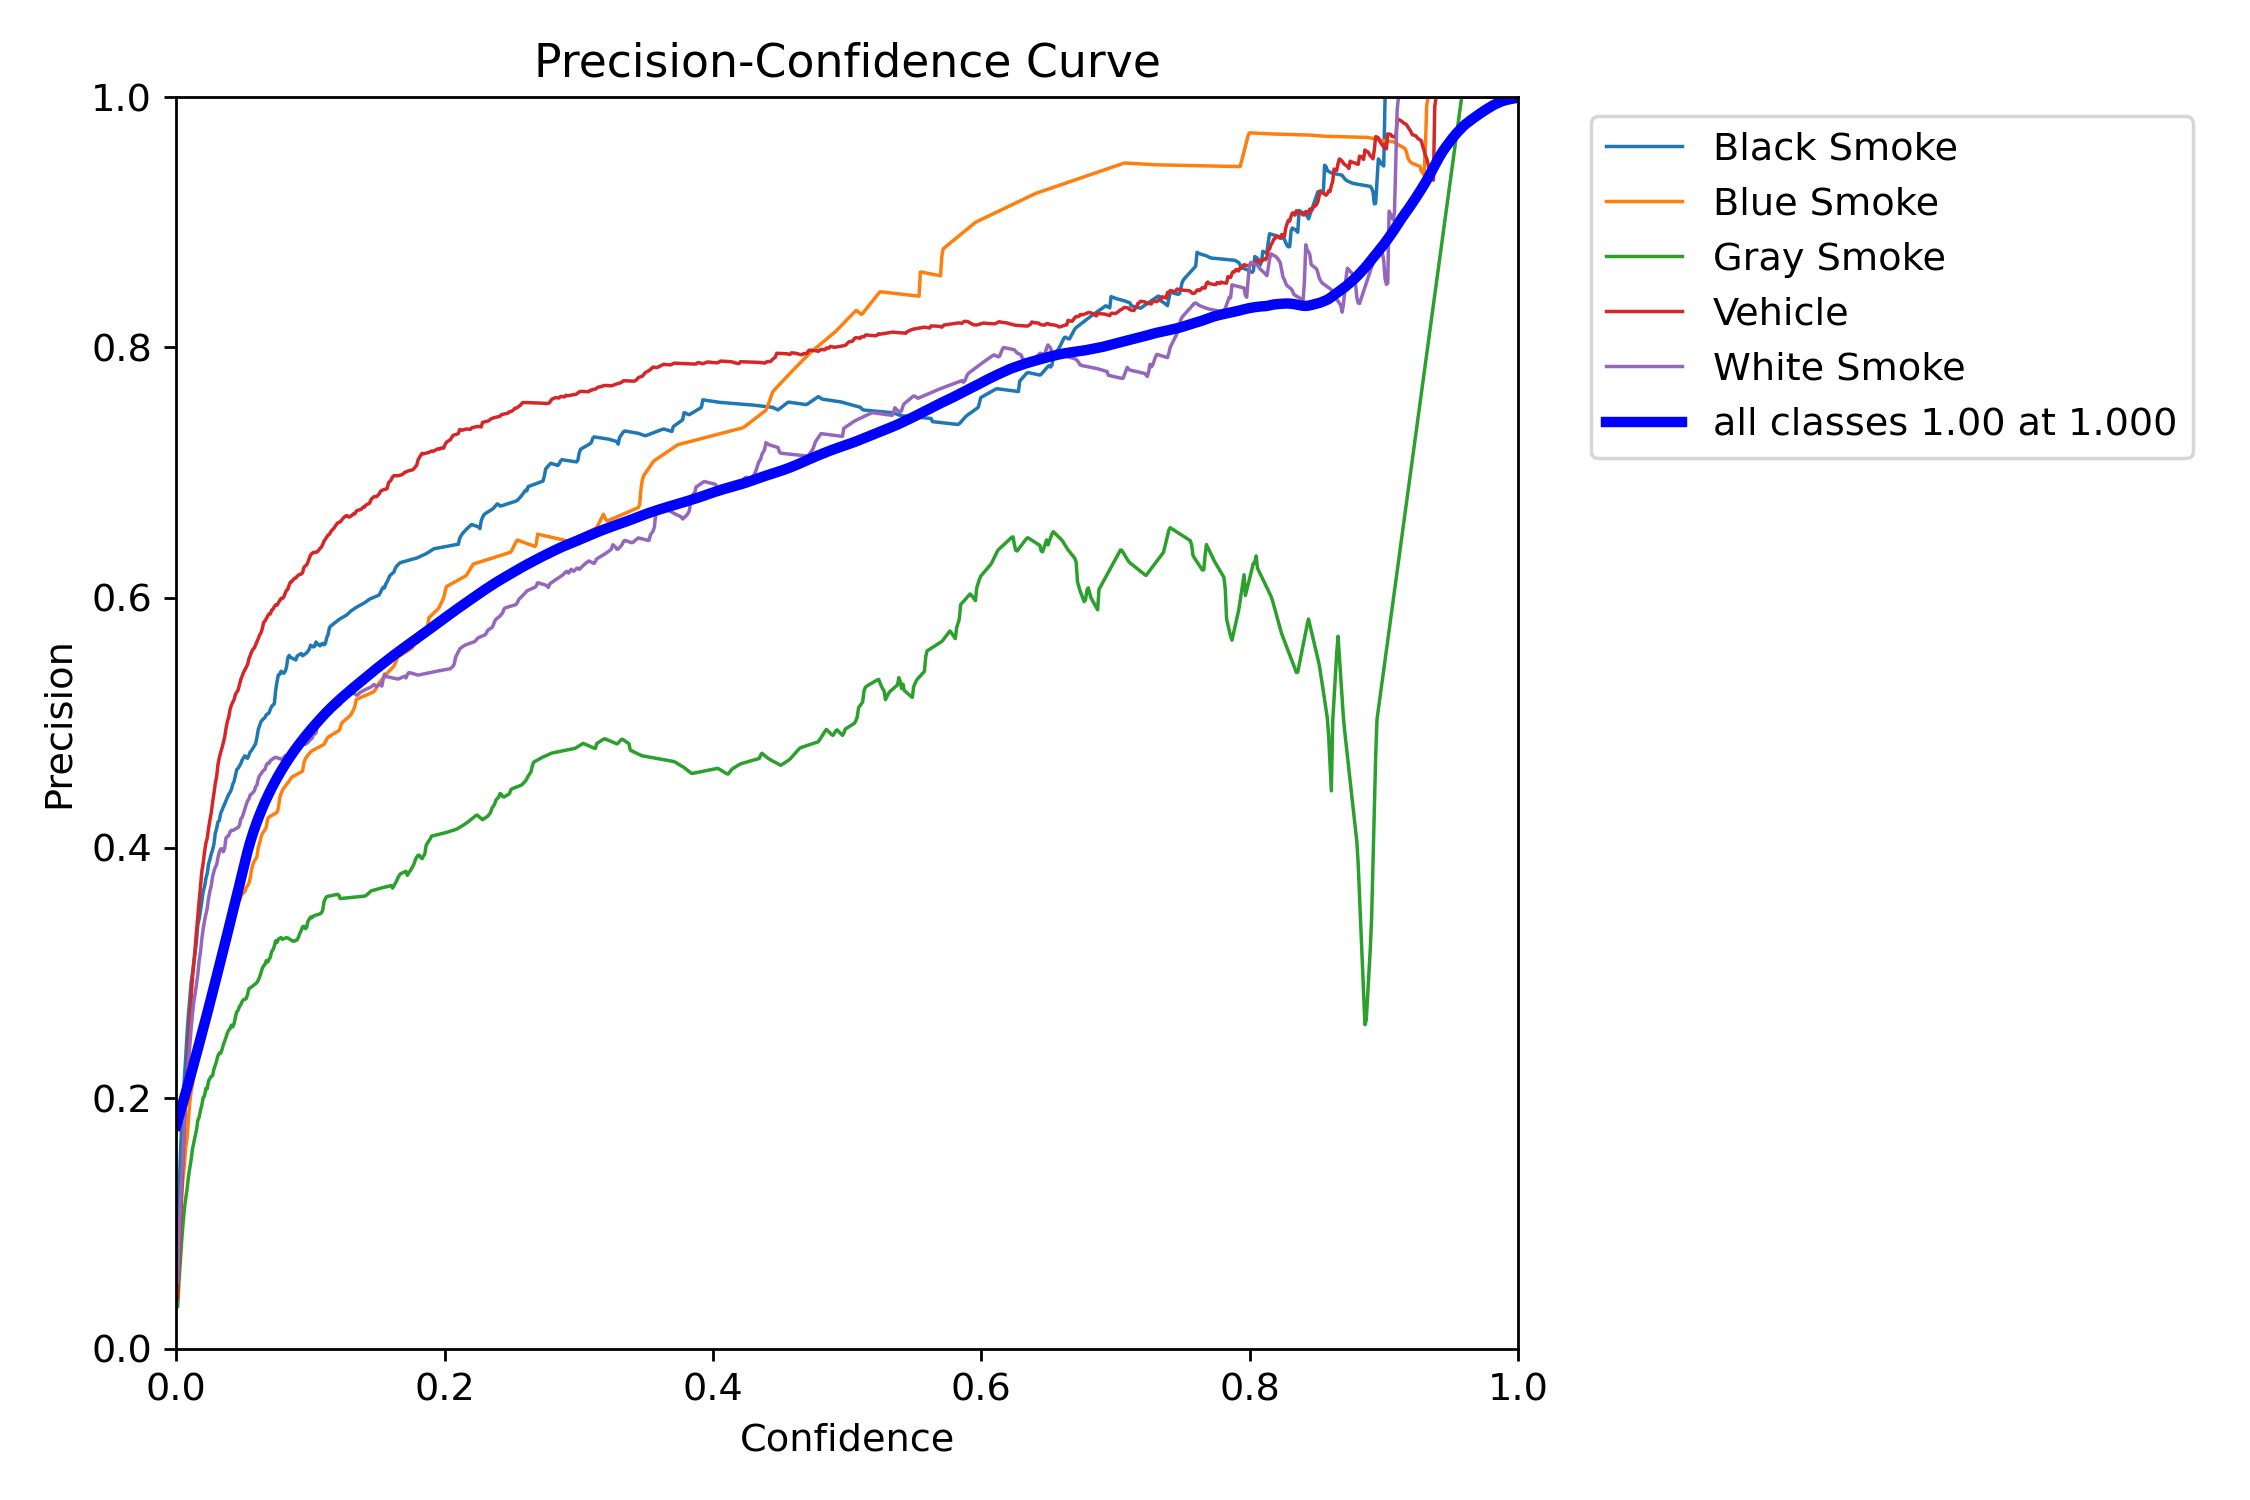 Precision-Confidence Curve
1.0
0.8
0.6
0.4
0.2
0.0
Precision
0.0 0.2 0.4 0.6 0.8 1.0
Confidence
Black Smoke
Blue Smoke
Gray Smoke
Vehicle
White Smoke
all classes 1.00 at 1.000